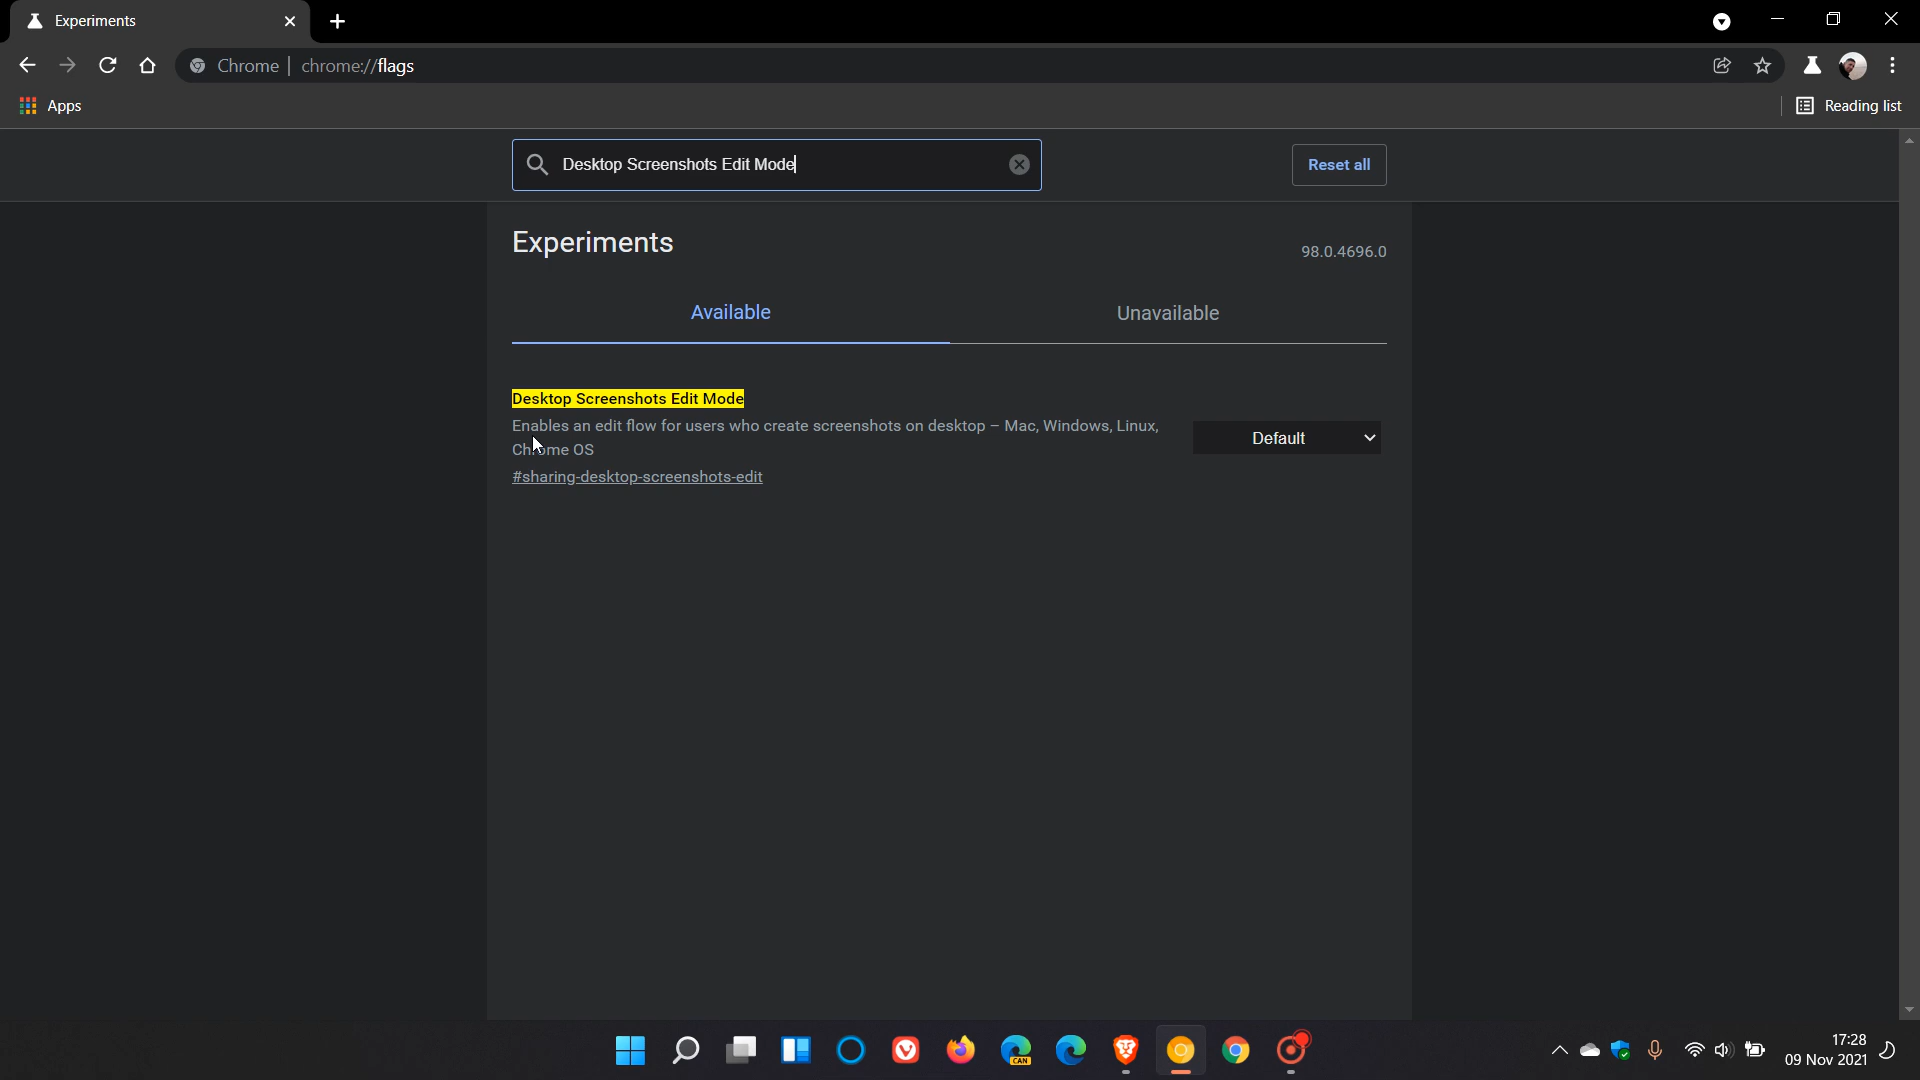 Experiments
Chrome | chrome://flags
Apps
Reading list
Desktop Screenshots Edit Mode
Reset all
Experiments
98.0.4696.0
Available
Unavailable
Desktop Screenshots Edit Mode
Enables an edit flow for users who create screenshots on desktop – Mac, Windows, Linux,
Chrome OS
#sharing-desktop-screenshots-edit
Default
CAN
17:28
09 Nov 2021